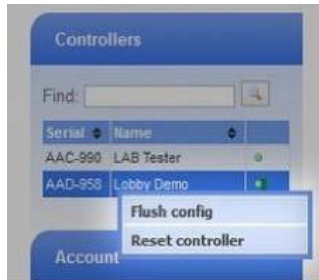 Controllers
Find:
Serial Name
AAC-990 LAB Tester
AAD-958 Lobby Demo
Flush config
Reset controller
Account